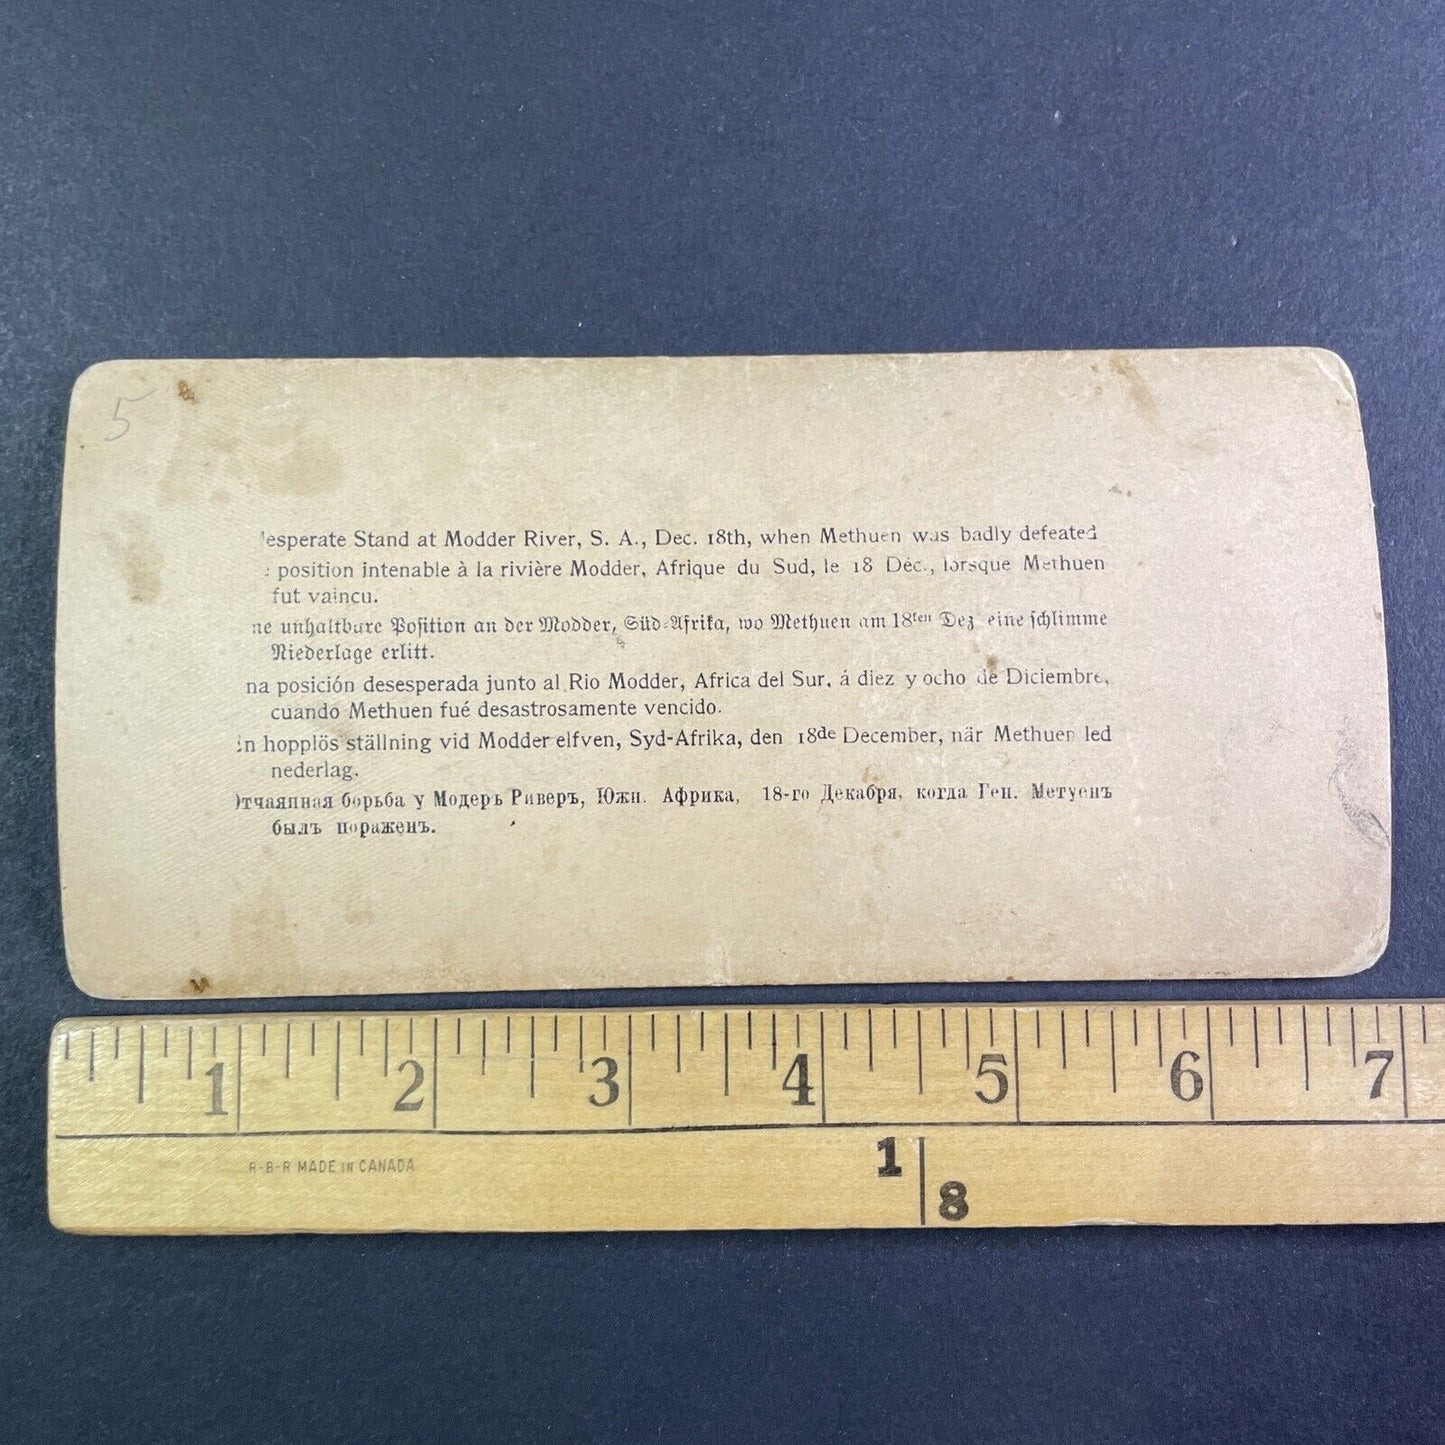 5
'esperate Stand at Modder River, S. A., Dec. 18th, when Methuen was badly defeated
: position intenable à la rivière Modder, Afrique du Sud, le 18 Déc., lorsque Methuen
fut vaincu.
ne unhaltbare Position an der Modder, Süd-Afrika, wo Methuen am 18ten Dez eine schlimme
Niederlage erlitt.
na posición desesperada junto al Rio Modder, Africa del Sur, á diez y ocho de Diciembre,
cuando Methuen fué desastrosamente vencido.
:n hopplös ställning vid Modder elfven, Syd-Afrika, den 18de December, när Methuen led
nederlag.
Отчаянная борьба у Модеръ Риверъ, Южн. Африка, 18-го Декабря, когда Ген. Метуенъ
былъ пораженъ.
1 2 3 4 5 6 7
R-B-R MADE IN CANADA
1
8